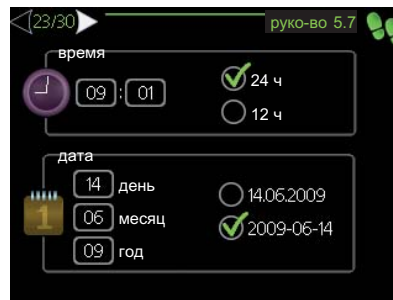 23/30
руко-во 5.7
время
09 : 01
24 ч
12 ч
дата
14 день
06 месяц
09 год
14.06.2009
2009-06-14
1